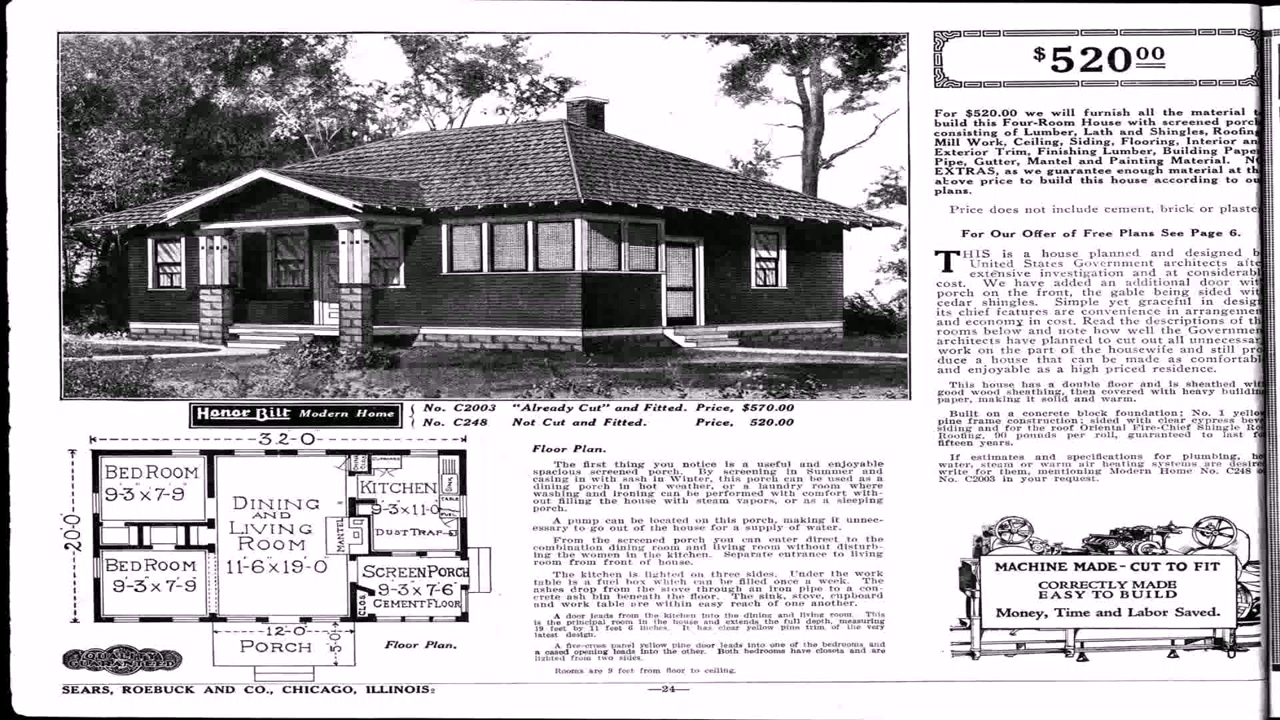 $520.00
For $520.00 we will furnish all the material
build this Four-Room House with screened porch
consisting of Lumber, Lath and Shingles, Roofing
Mill Work, Ceiling, Siding, Flooring, Interior an
Exterior Trim, Finishing Lumber, Building Pape
Pipe, Gutter, Mantel and Painting Material. N
EXTRAS, as we guarantee enough material at th
above price to build this house according to ou
plans.
Price does not include cement, brick or plaste
For Our Offer of Free Plans See Page 6.
THIS is a house planned and designed b
United States Government architects afte
extensive investigation and at considerabl
cost. We have added an additional door wit
porch on the front, the gable being sided wit
cedar shingles. Simple yet graceful in design
its chief features are convenience in arrangemen
and economy in cost. Read the descriptions of th
rooms below and note how well the Governmen
architects have planned to cut out all unnecessar
work on the part of the housewife and still pro
duce a house that can be made as comfortabl
and enjoyable as a high priced residence.
This house has a double floor and is sheathed wit
good wood sheathing, then covered with heavy buildin
paper, making it solid and warm.
Built on a concrete block foundation; No. 1 yello
pine frame construction; sided with clear cypress bev
siding and for the roof Oriental Fire-Chief Shingle Ro
Roofing, 90 pounds per roll, guaranteed to last f
fifteen years.
If estimates and specifications for plumbing, h
water, steam or warm air heating systems are desire
write for them, mentioning Modern Home No. C248
No. C2003 in your request.
MACHINE MADE - CUT TO FIT
CORRECTLY MADE
EASY TO BUILD
Money, Time and Labor Saved.
Honor Bilt Modern Home
No. C2003 "Already Cut" and Fitted. Price, $570.00
No. C248 Not Cut and Fitted. Price, 520.00
32-0
20-0
BED ROOM
9-3 x 7-9
BED ROOM
9-3 x 7-9
DINING
AND
LIVING
ROOM
11-6 x 19-0
MANTEL
KITCHEN
9-3 x 11-0
DUST TRAP
TABLE
SCREEN PORCH
9-3 x 7-6
CEMENT FLOOR
CLOS
12-0
PORCH
5-0
Floor Plan.
Floor Plan.
The first thing you notice is a useful and enjoyable
spacious screened porch. By screening in Summer and
casing in with sash in Winter, this porch can be used as a
dining porch in hot weather, or a laundry room where
washing and ironing can be performed with comfort with-
out filling the house with steam vapors, or as a sleeping
porch.
A pump can be located on this porch, making it unnec-
essary to go out of the house for a supply of water.
From the screened porch you can enter direct to the
combination dining room and living room without disturb-
ing the women in the kitchen. Separate entrance to living
room from front of house.
The kitchen is lighted on three sides. Under the work
table is a fuel box which can be filled once a week. The
ashes drop from the stove through an iron pipe to a con-
crete ash bin beneath the floor. The sink, stove, cupboard
and work table are within easy reach of one another.
A door leads from the kitchen into the dining and living room. This
is the principal room in the house and extends the full depth, measuring
19 feet by 11 feet 6 inches. It has clear yellow pine trim of the very
latest design.
A five-cross panel yellow pine door leads into one of the bedrooms and
a cased opening leads into the other. Both bedrooms have closets and are
lighted from two sides.
Rooms are 9 feet from floor to ceiling.
SEARS, ROEBUCK AND CO., CHICAGO, ILLINOIS
—24—